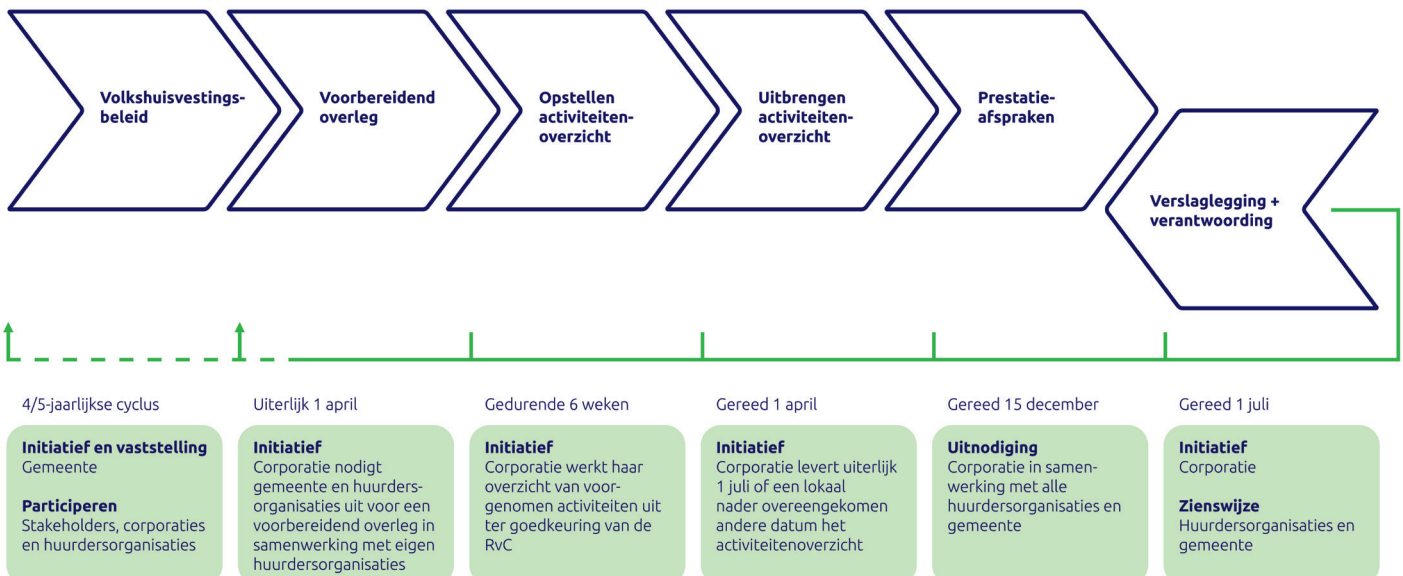 Volkshuisvestings-
beleid
Voorbereidend
overleg
Opstellen
activiteiten-
overzicht
Uitbrengen
activiteiten-
overzicht
Prestatie-
afspraken
Verslaglegging +
verantwoording
4/5-jaarlijkse cyclus
Initiatief en vaststelling
Gemeente
Participeren
Stakeholders, corporaties
en huurdersorganisaties
Uiterlijk 1 april
Initiatief
Corporatie nodigt
gemeente en huurders-
organisaties uit voor een
voorbereidend overleg in
samenwerking met eigen
huurdersorganisaties
Gedurende 6 weken
Initiatief
Corporatie werkt haar
overzicht van voor-
genomen activiteiten uit
ter goedkeuring van de
RvC
Gereed 1 april
Initiatief
Corporatie levert uiterlijk
1 juli of een lokaal
nader overeengekomen
andere datum het
activiteitenoverzicht
Gereed 15 december
Uitnodiging
Corporatie in samen-
werking met alle
huurdersorganisaties en
gemeente
Gereed 1 juli
Initiatief
Corporatie
Zienswijze
Huurdersorganisaties en
gemeente